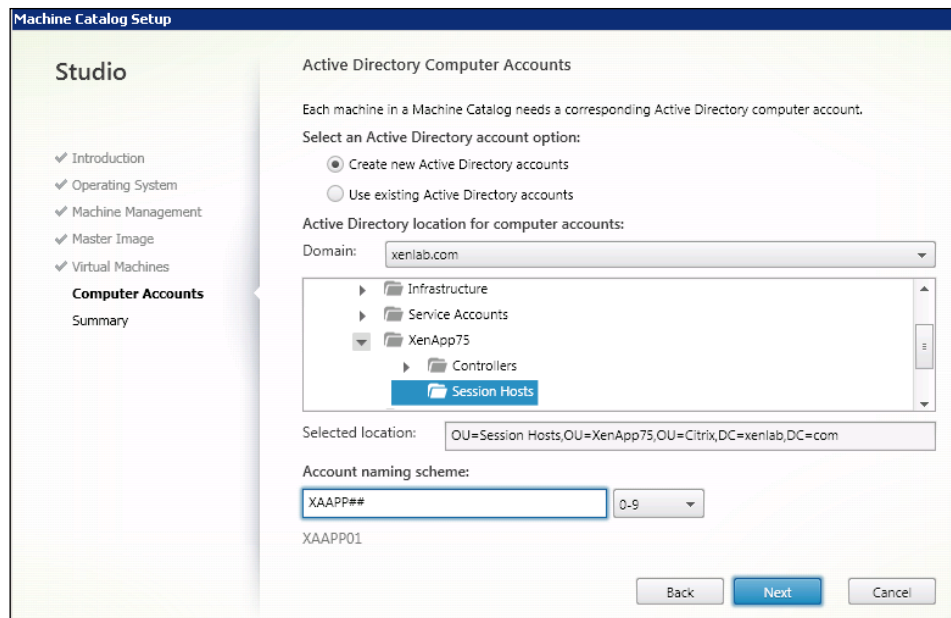 Machine Catalog Setup
Studio
Introduction
Operating System
Machine Management
Master Image
Virtual Machines
Computer Accounts
Summary
Active Directory Computer Accounts
Each machine in a Machine Catalog needs a corresponding Active Directory computer account.
Select an Active Directory account option:
Create new Active Directory accounts
Use existing Active Directory accounts
Active Directory location for computer accounts:
Domain: xenlab.com
Infrastructure
Service Accounts
XenApp75
Controllers
Session Hosts
Selected location: OU=Session Hosts,OU=XenApp75,OU=Citrix,DC=xenlab,DC=com
Account naming scheme:
XAAPP## 0-9
XAAPP01
Back Next Cancel